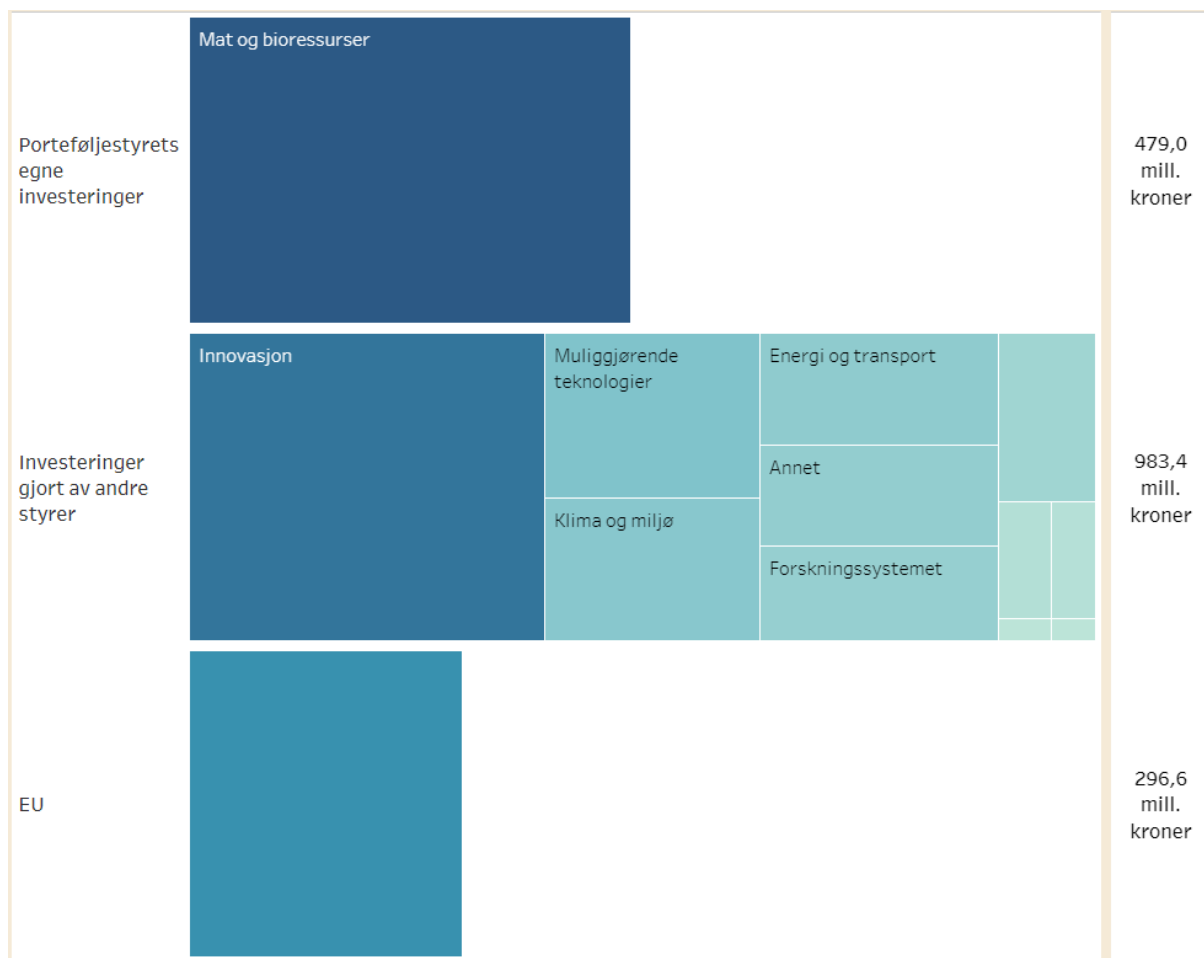 Mat og bioressurser
Porteføljestyrets
egne
investeringer
479,0
mill.
kroner
Innovasjon
Muliggjørende
teknologier
Energi og transport
Annet
Klima og miljø
Forskningssystemet
Investeringer
gjort av andre
styrer
983,4
mill.
kroner
EU
296,6
mill.
kroner